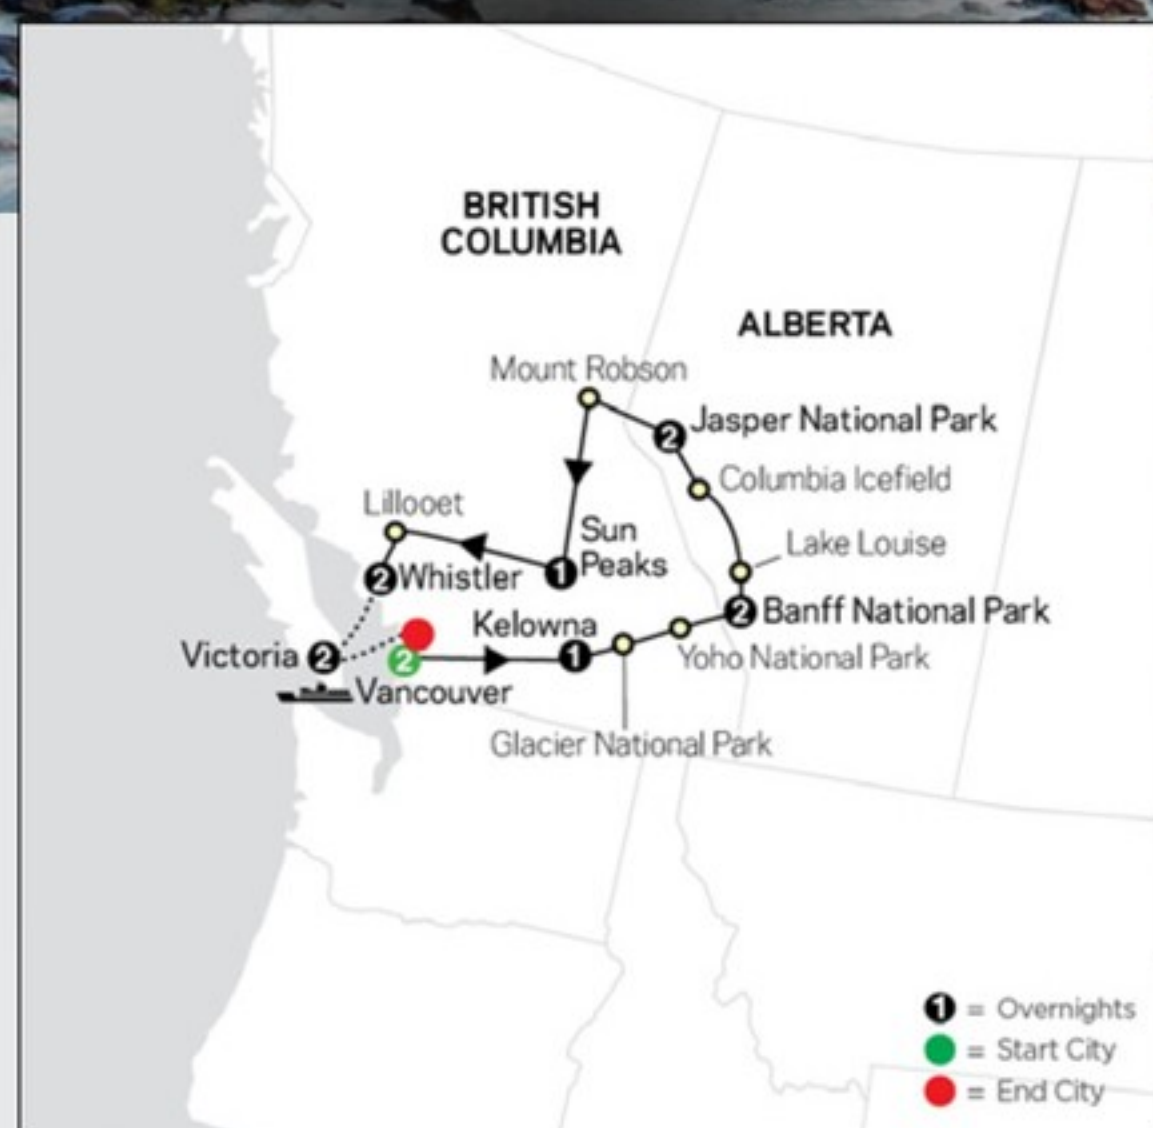 BRITISH
COLUMBIA
ALBERTA
Mount Robson
2 Jasper National Park
Columbia Icefield
Lillooet
Sun
Peaks
1
Lake Louise
2 Whistler
2 Banff National Park
Kelowna
1
Victoria 2
2
Yoho National Park
Vancouver
Glacier National Park
1 = Overnights
= Start City
= End City